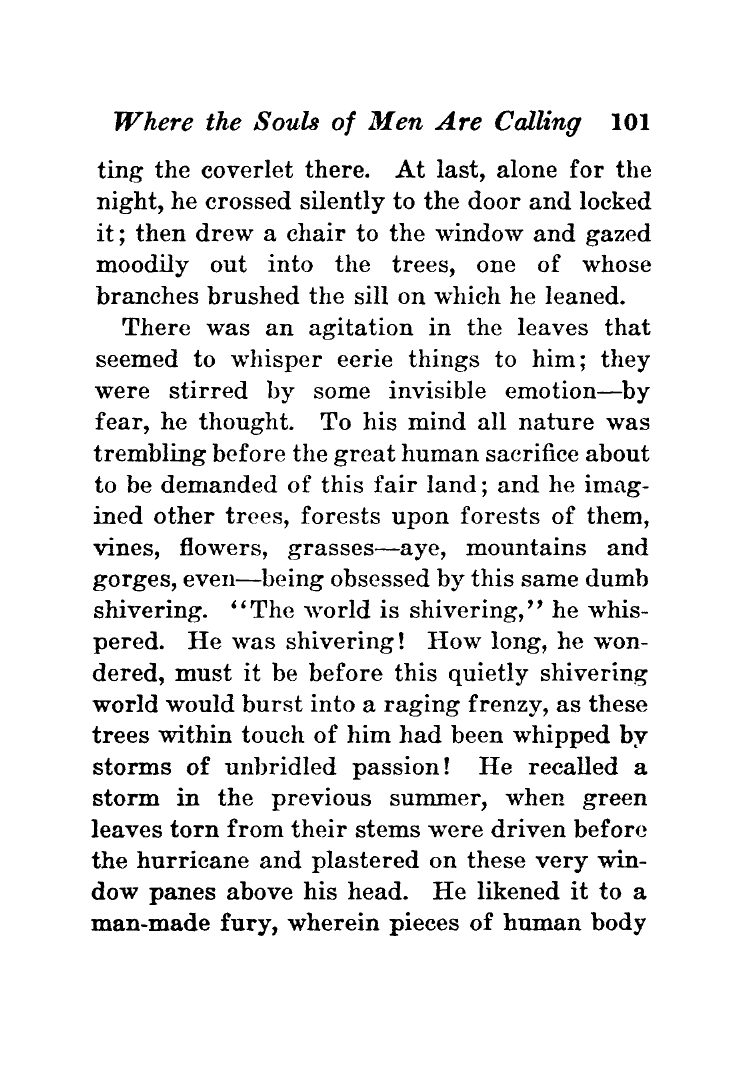 Where the Souls of Men Are Calling 101
ting the coverlet there. At last, alone for the
night, he crossed silently to the door and locked
it; then drew a chair to the window and gazed
moodily out into the trees, one of whose
branches brushed the sill on which he leaned.
There was an agitation in the leaves that
seemed to whisper eerie things to him; they
were stirred by some invisible emotion—by
fear, he thought. To his mind all nature was
trembling before the great human sacrifice about
to be demanded of this fair land; and he imag-
ined other trees, forests upon forests of them,
vines, flowers, grasses—aye, mountains and
gorges, even—being obsessed by this same dumb
shivering. "The world is shivering," he whis-
pered. He was shivering! How long, he won-
dered, must it be before this quietly shivering
world would burst into a raging frenzy, as these
trees within touch of him had been whipped by
storms of unbridled passion! He recalled a
storm in the previous summer, when green
leaves torn from their stems were driven before
the hurricane and plastered on these very win-
dow panes above his head. He likened it to a
man-made fury, wherein pieces of human body